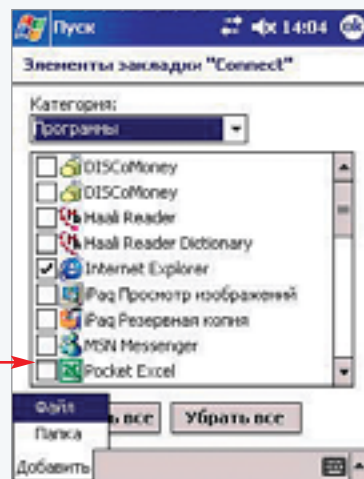 Пуск 14:04 ok
Элементы закладки "Connect"
Категория:
Программы
DISCoMoney
DISCoMoney
Haali Reader
Haali Reader Dictionary
Internet Explorer
iPaq Просмотр изображений
iPaq Резервная копия
MSN Messenger
Pocket Excel
Файл
все
Убрать все
Папка
Добавить